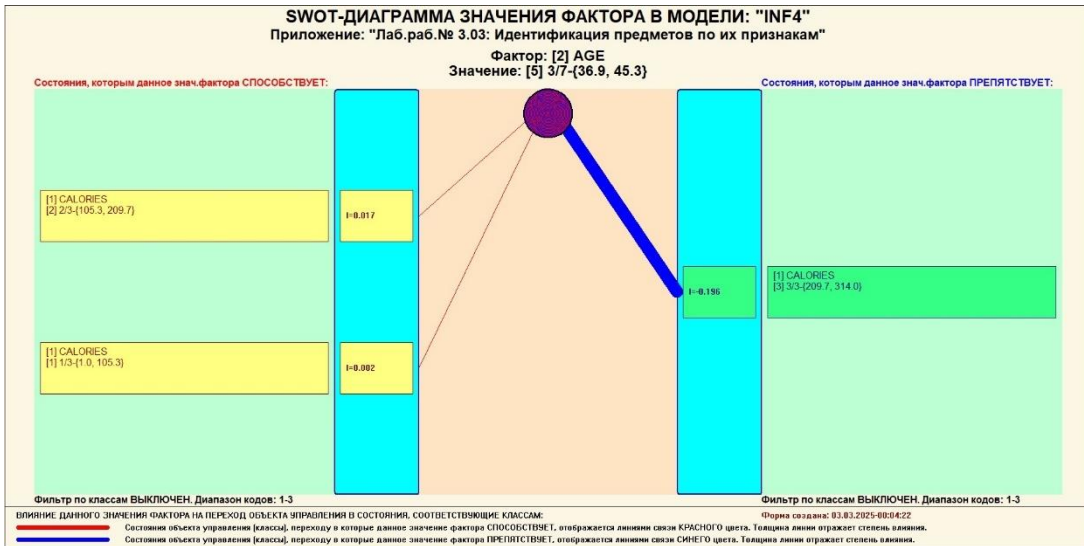 SWOT-ДИАГРАММА ЗНАЧЕНИЯ ФАКТОРА В МОДЕЛИ: "INF4"
Приложение: "Лаб.раб.№ 3.03: Идентификация предметов по их признакам"
Фактор: [2] AGE
Значение: [5] 3/7-{36.9, 45.3}
Состояния, которым данное знач.фактора СПОСОБСТВУЕТ:
Состояния, которым данное знач.фактора ПРЕПЯТСТВУЕТ:
[1] CALORIES
[2] 2/3-{105.3, 209.7}
I=0.017
[1] CALORIES
[3] 3/3-{209.7, 314.0}
I=-0.196
[1] CALORIES
[1] 1/3-{1.0, 105.3}
I=0.002
Фильтр по классам ВЫКЛЮЧЕН. Диапазон кодов: 1-3
Фильтр по классам ВЫКЛЮЧЕН. Диапазон кодов: 1-3
ВЛИЯНИЕ ДАННОГО ЗНАЧЕНИЯ ФАКТОРА НА ПЕРЕХОД ОБЪЕКТА УПРАВЛЕНИЯ В СОСТОЯНИЯ, СООТВЕТСТВУЮЩИЕ КЛАССАМ:
Форма создана: 03.03.2025-00:04:22
Состояния объекта управления (классы), переходу в которые данное значение фактора СПОСОБСТВУЕТ, отображается линиями связи КРАСНОГО цвета. Толщина линии отражает степень влияния.
Состояния объекта управления (классы), переходу в которые данное значение фактора ПРЕПЯТСТВУЕТ, отображается линиями связи СИНЕГО цвета. Толщина линии отражает степень влияния.